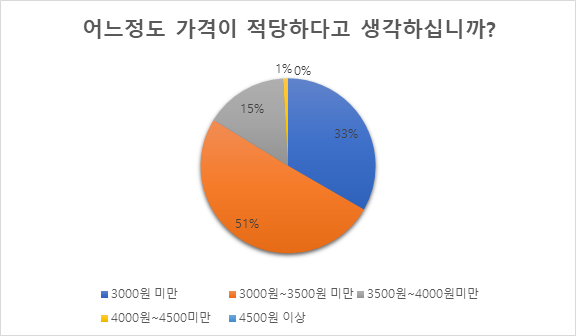 어느정도 가격이 적당하다고 생각하십니까?
1% 0%
15% 33%
51%
3000원 미만 3000원~3500원 미만 3500원~4000원미만
4000원~4500미만 4500원 이상